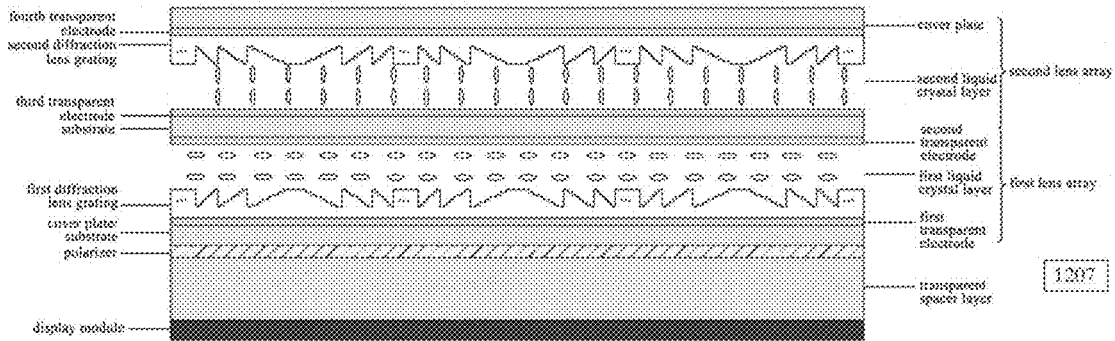 fourth transparent
electrode
second diffraction
lens grating
third transparent
electrode
substrate
first diffraction
lens grating
cover plate/
substrate
polarizer
display module
cover plate
second liquid
crystal layer
second
transparent
electrode
first liquid
crystal layer
first
transparent
electrode
transparent
spacer layer
second lens array
first lens array
1207